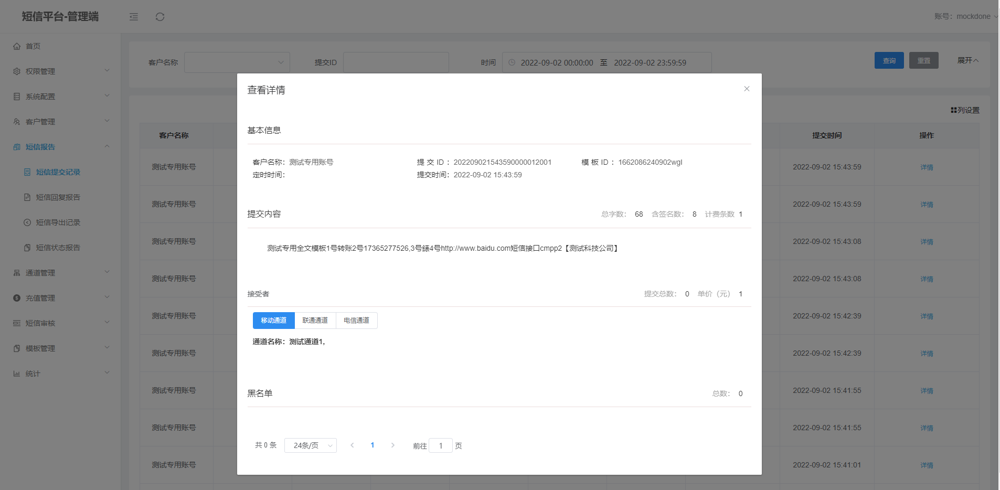 短信平台-管理端
账号：mockdone
首页
权限管理
系统配置
客户管理
短信报告
短信提交记录
短信回复报告
短信导出记录
短信状态报告
通道管理
充值管理
短信审核
模板管理
统计
客户名称
提交ID
时间 2022-09-02 00:00:00 至 2022-09-02 23:59:59
查询 重置 展开
列设置
客户名称 提交时间 操作
测试专用账号 2022-09-02 15:43:59 详情
测试专用账号 2022-09-02 15:43:59 详情
测试专用账号 2022-09-02 15:43:08 详情
测试专用账号 2022-09-02 15:43:08 详情
测试专用账号 2022-09-02 15:42:39 详情
测试专用账号 2022-09-02 15:42:39 详情
测试专用账号 2022-09-02 15:41:55 详情
测试专用账号 2022-09-02 15:41:55 详情
测试专用账号 2022-09-02 15:41:01 详情
查看详情
基本信息
客户名称：测试专用账号 提 交 ID ：202209021543590000012001 模 板 ID ：1662086240902wgI
定时时间： 提交时间：2022-09-02 15:43:59
提交内容 总字数： 68 含签名数： 8 计费条数 1
测试专用全文模板1号转账2号17365277526,3号錶4号http://www.baidu.com短信接口cmpp2【测试科技公司】
接受者 提交总数： 0 单价（元） 1
移动通道 联通通道 电信通道
通道名称：测试通道1,
黑名单 总数： 0
共 0 条 24条/页 1 前往 1 页